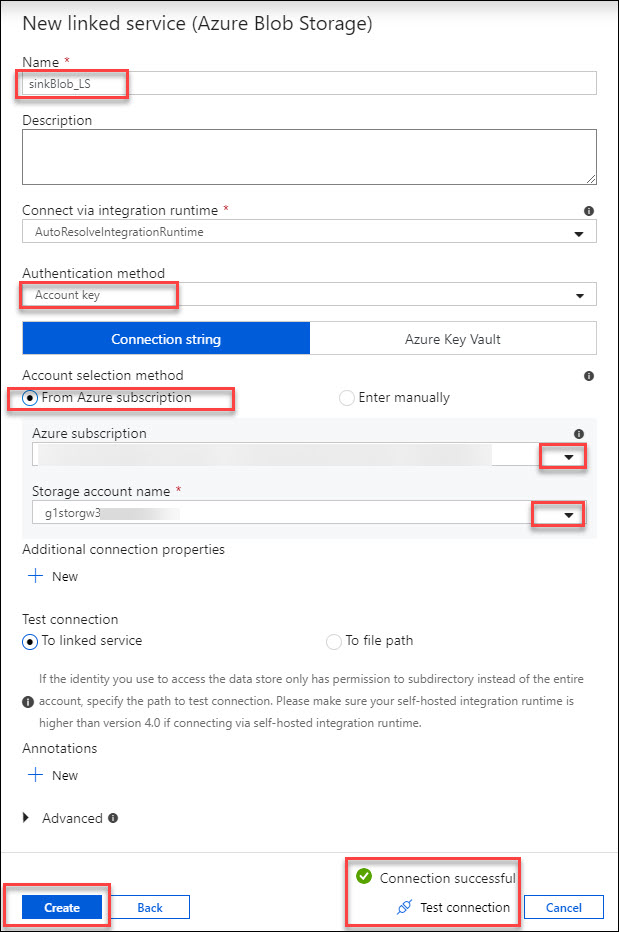 New linked service (Azure Blob Storage)
Name *
sinkBlob_LS
Description
Connect via integration runtime *
AutoResolveIntegrationRuntime
Authentication method
Account key
Connection string
Azure Key Vault
Account selection method
From Azure subscription
Enter manually
Azure subscription
Storage account name *
g1storgw3
Additional connection properties
New
Test connection
To linked service
To file path
If the identity you use to access the data store only has permission to subdirectory instead of the entire
account, specify the path to test connection. Please make sure your self-hosted integration runtime is
higher than version 4.0 if connecting via self-hosted integration runtime.
Annotations
New
Advanced
Connection successful
Create
Back
Test connection
Cancel